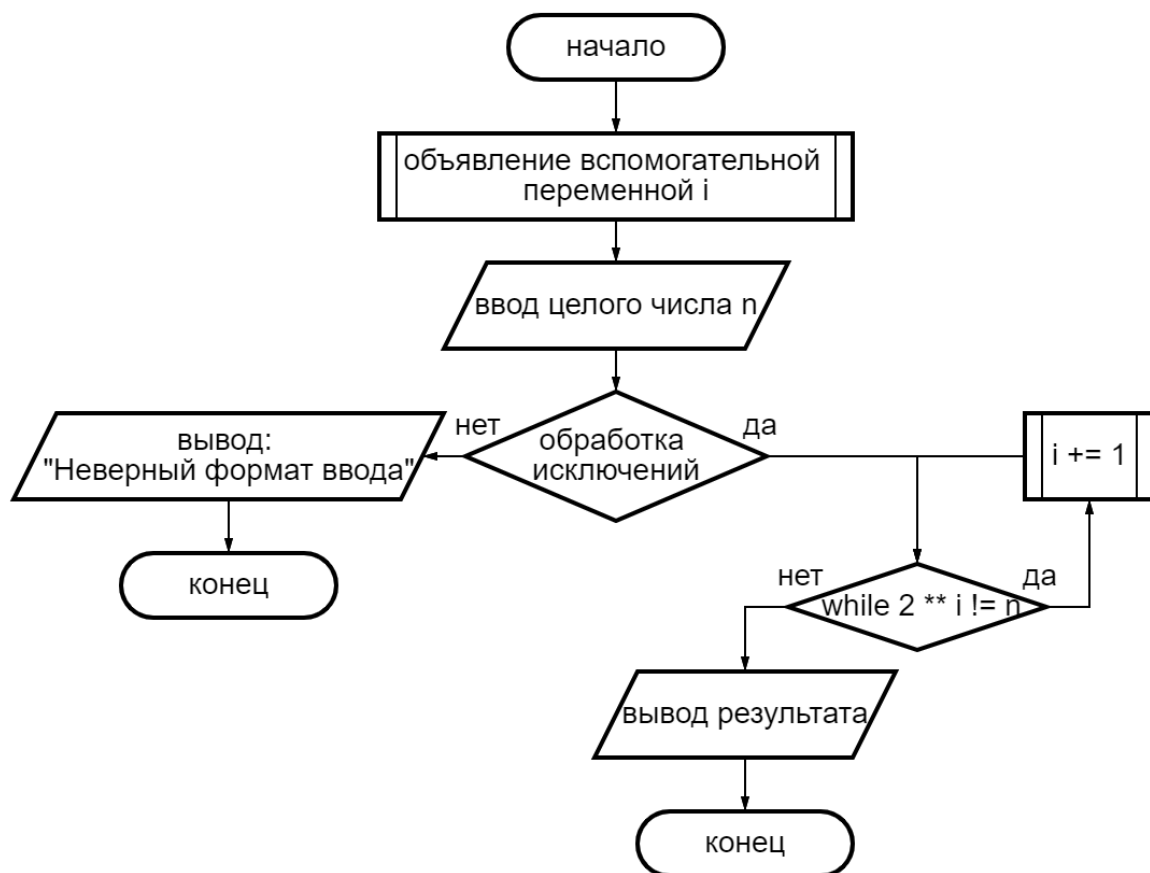 начало
объявление вспомогательной
переменной i
ввод целого числа n
нет
да
обработка
исключений
вывод:
"Неверный формат ввода"
i += 1
конец
нет
да
while 2 ** i != n
вывод результата
конец